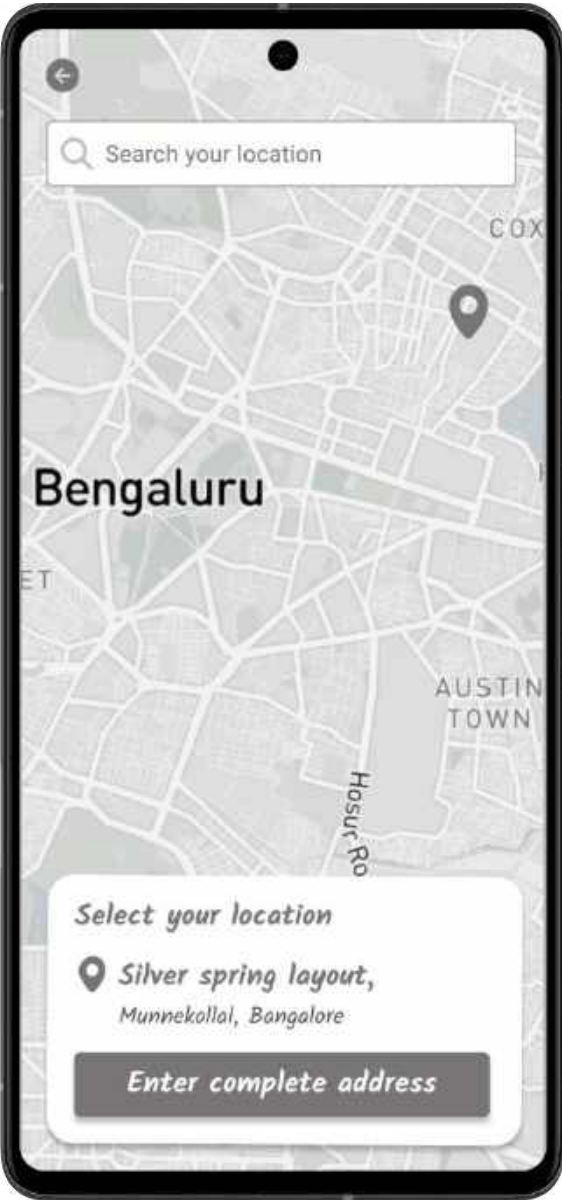 Search your location
COX
Bengaluru
ET
AUSTIN
TOWN
Hosur Ro
Select your location
Silver spring layout,
Munnekollal, Bangalore
Enter complete address